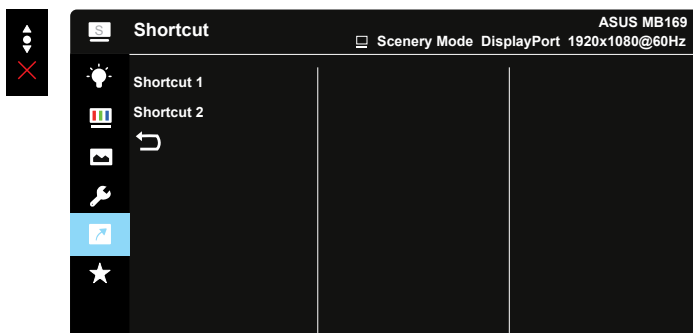 S
Shortcut
ASUS MB169
Scenery Mode DisplayPort 1920x1080@60Hz
Shortcut 1
Shortcut 2